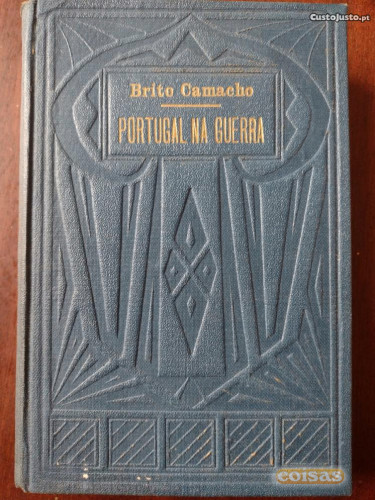 CustoJusto.pt
Brito Camacho
PORTUGAL NA GUERRA
coisas